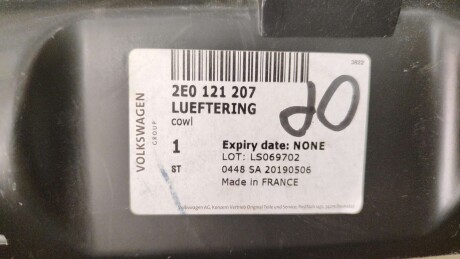 2E0 121 207
LUEFTERING
cowl
1
ST
Expiry date: NONE
LOT: LS069702
0448 SA 20190506
Made in FRANCE
VOLKSWAGEN
GROUP
20